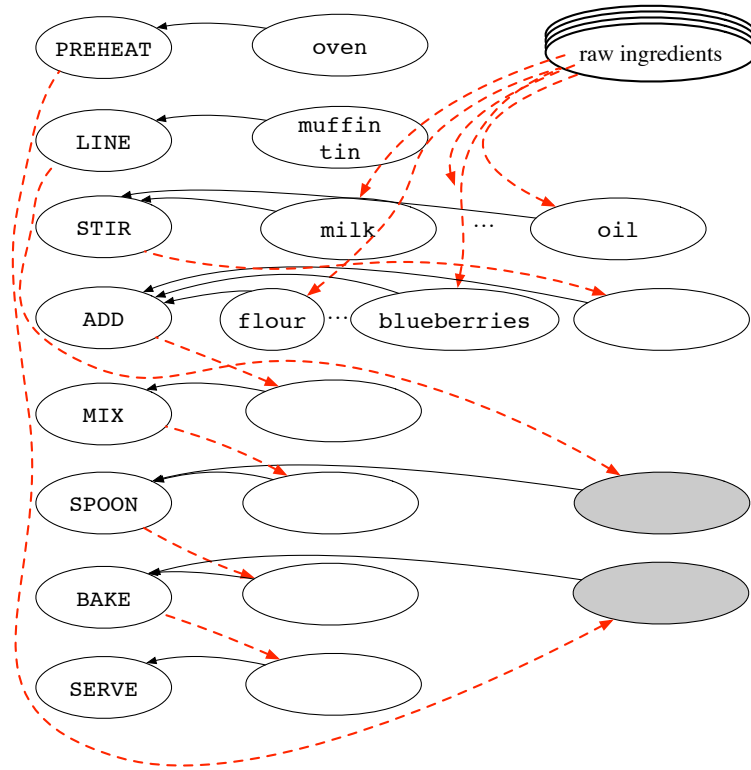 PREHEAT
oven
raw ingredients
LINE
muffin
tin
STIR
milk
...
oil
ADD
flour
...
blueberries
MIX
SPOON
BAKE
SERVE